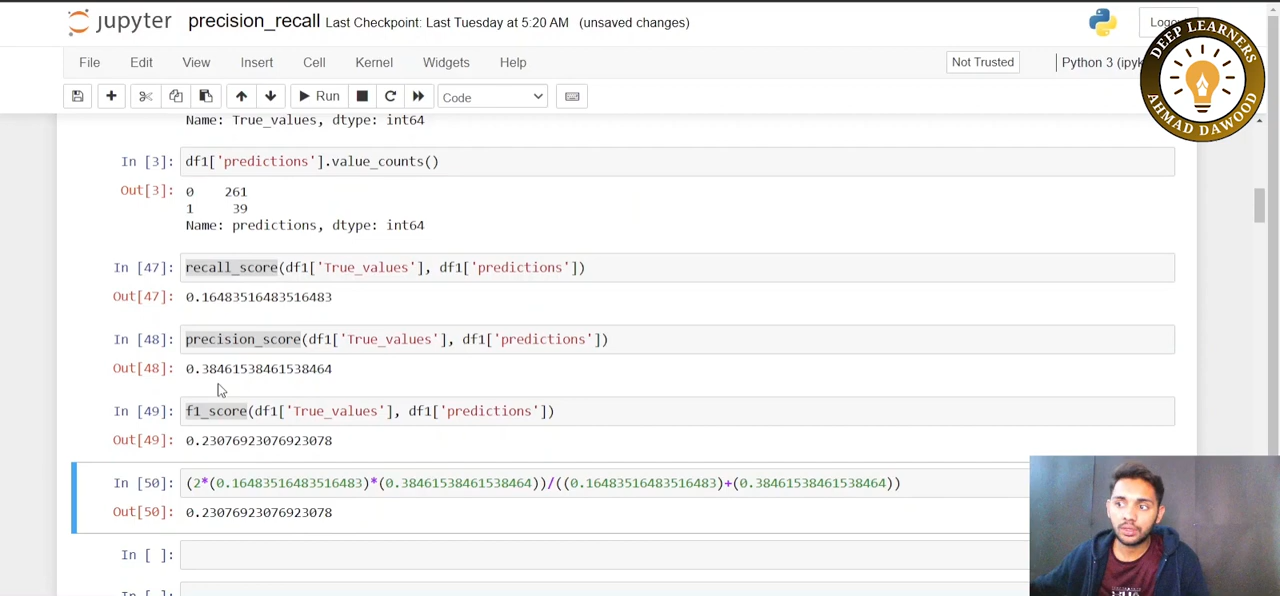 jupyter precision_recall Last Checkpoint: Last Tuesday at 5:20 AM (unsaved changes)
File Edit View Insert Cell Kernel Widgets Help Not Trusted Python 3 (ipyk
Run Code
DEEP LEARNERS
AHMAD DAWOOD
Name: True_values, dtype: int64
In [3]: df1['predictions'].value_counts()
Out[3]: 0 261
1 39
Name: predictions, dtype: int64
In [47]: recall_score(df1['True_values'], df1['predictions'])
Out[47]: 0.16483516483516483
In [48]: precision_score(df1['True_values'], df1['predictions'])
Out[48]: 0.38461538461538464
In [49]: f1_score(df1['True_values'], df1['predictions'])
Out[49]: 0.23076923076923078
In [50]: (2*(0.16483516483516483)*(0.38461538461538464))/((0.16483516483516483)+(0.38461538461538464))
Out[50]: 0.23076923076923078
In [ ]:
In [ ]: